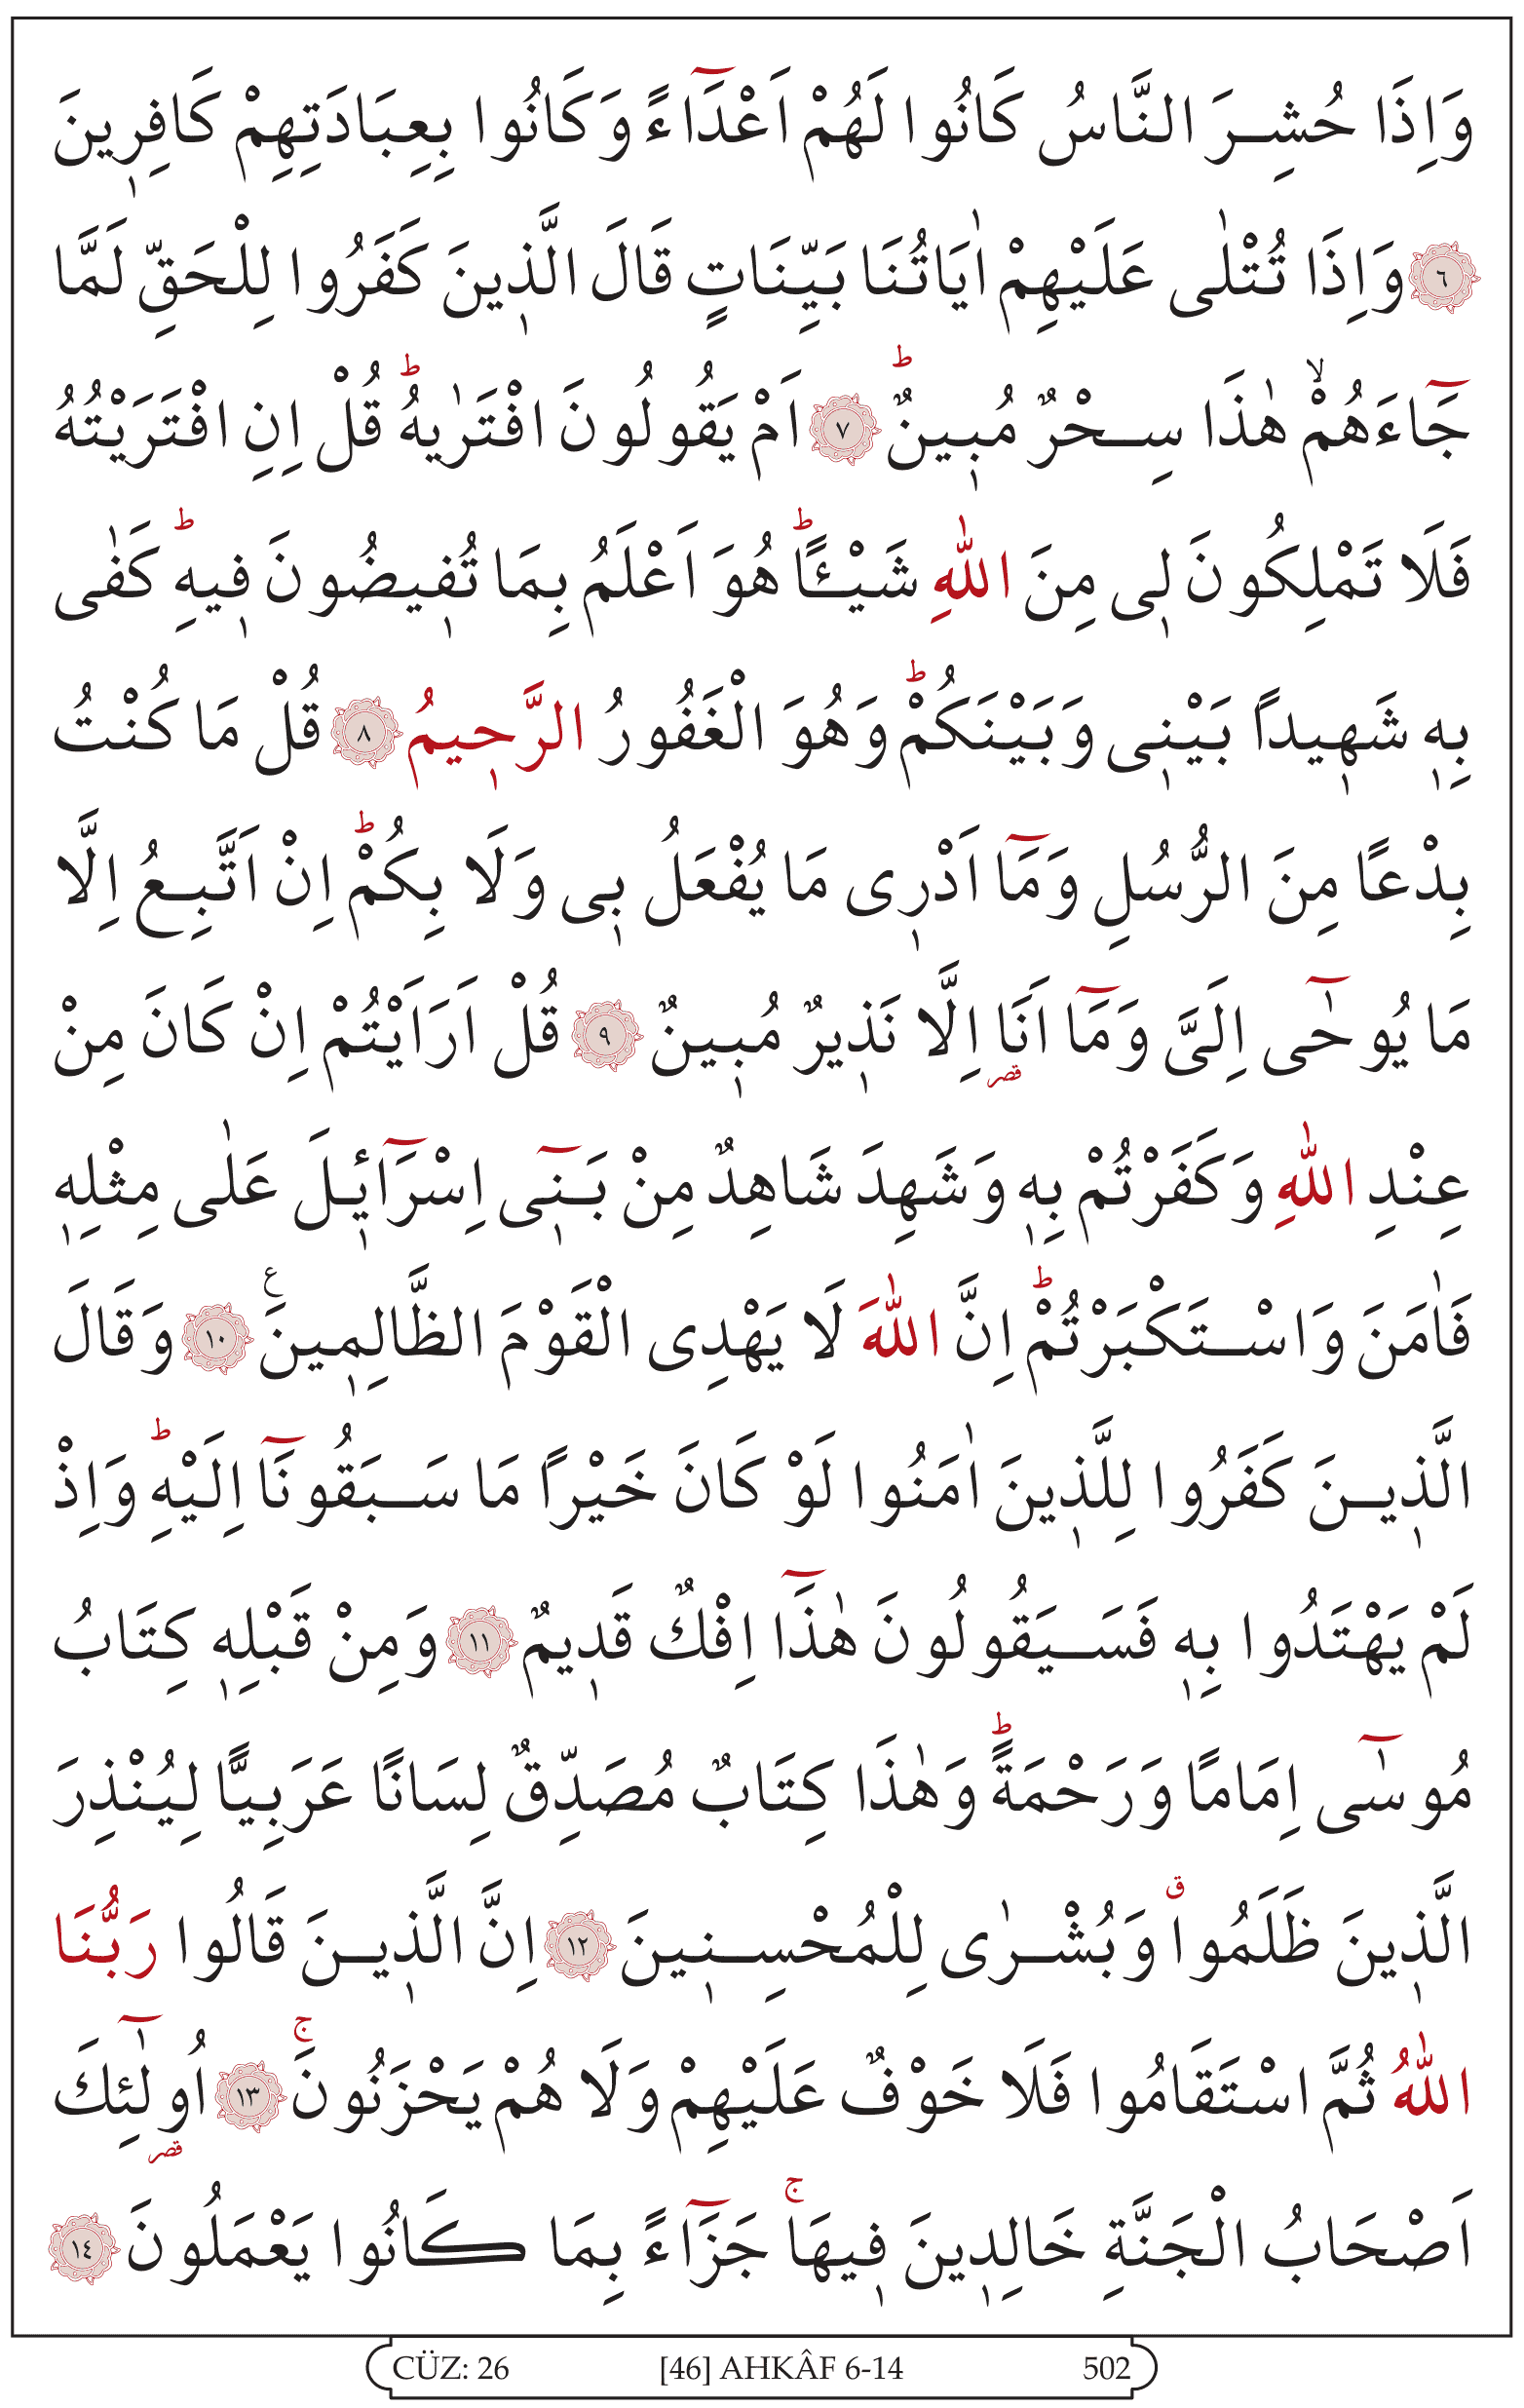 وَاِذَا حُشِرَ النَّاسُ كَانُوا لَهُمْ اَعْدَٓاءً وَكَانُوا بِعِبَادَتِهِمْ كَافِر۪ينَ
﴿٦﴾ وَاِذَا تُتْلٰى عَلَيْهِمْ اٰيَاتُنَا بَيِّنَاتٍ قَالَ الَّذ۪ينَ كَفَرُوا لِلْحَقِّ لَمَّا
جَٓاءَهُمْۙ هٰذَا سِحْرٌ مُب۪ينٌۜ ﴿٧﴾ اَمْ يَقُولُونَ افْتَرٰيهُۜ قُلْ اِنِ افْتَرَيْتُهُ
فَلَا تَمْلِكُونَ ل۪ي مِنَ اللّٰهِ شَيْـٔاًۜ هُوَ اَعْلَمُ بِمَا تُف۪يضُونَ ف۪يهِۜ كَفٰى
بِه۪ شَه۪يداً بَيْن۪ي وَبَيْنَكُمْۜ وَهُوَ الْغَفُورُ الرَّح۪يمُ ﴿٨﴾ قُلْ مَا كُنْتُ
بِدْعًا مِنَ الرُّسُلِ وَمَٓا اَدْر۪ي مَا يُفْعَلُ ب۪ي وَلَا بِكُمْۜ اِنْ اَتَّبِعُ اِلَّا
مَا يُوحٰٓى اِلَيَّ وَمَٓا اَنَا۬ اِلَّا نَذ۪يرٌ مُب۪ينٌ ﴿٩﴾ قُلْ اَرَاَيْتُمْ اِنْ كَانَ مِنْ
عِنْدِ اللّٰهِ وَكَفَرْتُمْ بِه۪ وَشَهِدَ شَاهِدٌ مِنْ بَن۪ٓي اِسْرَٓائ۪لَ عَلٰى مِثْلِه۪
فَاٰمَنَ وَاسْتَكْبَرْتُمْۜ اِنَّ اللّٰهَ لَا يَهْدِي الْقَوْمَ الظَّالِم۪ينَ۟ ﴿١٠﴾ وَقَالَ
الَّذ۪ينَ كَفَرُوا لِلَّذ۪ينَ اٰمَنُوا لَوْ كَانَ خَيْراً مَا سَبَقُونَٓا اِلَيْهِۜ وَاِذْ
لَمْ يَهْتَدُوا بِه۪ فَسَيَقُولُونَ هٰذَٓا اِفْكٌ قَد۪يمٌ ﴿١١﴾ وَمِنْ قَبْلِه۪ كِتَابُ
مُوسٰٓى اِمَامًا وَرَحْمَةًۜ وَهٰذَا كِتَابٌ مُصَدِّقٌ لِسَانًا عَرَبِيًّا لِيُنْذِرَ
الَّذ۪ينَ ظَلَمُواۗ وَبُشْرٰى لِلْمُحْسِن۪ينَ ﴿١٢﴾ اِنَّ الَّذ۪ينَ قَالُوا رَبُّنَا
اللّٰهُ ثُمَّ اسْتَقَامُوا فَلَا خَوْفٌ عَلَيْهِمْ وَلَا هُمْ يَحْزَنُونَۚ ﴿١٣﴾ اُو۬لٰٓئِكَ
اَصْحَابُ الْجَنَّةِ خَالِد۪ينَ ف۪يهَاۚ جَزَٓاءً بِمَا كَانُوا يَعْمَلُونَ ﴿١٤﴾
CÜZ: 26 [46] AHKÂF 6-14 502